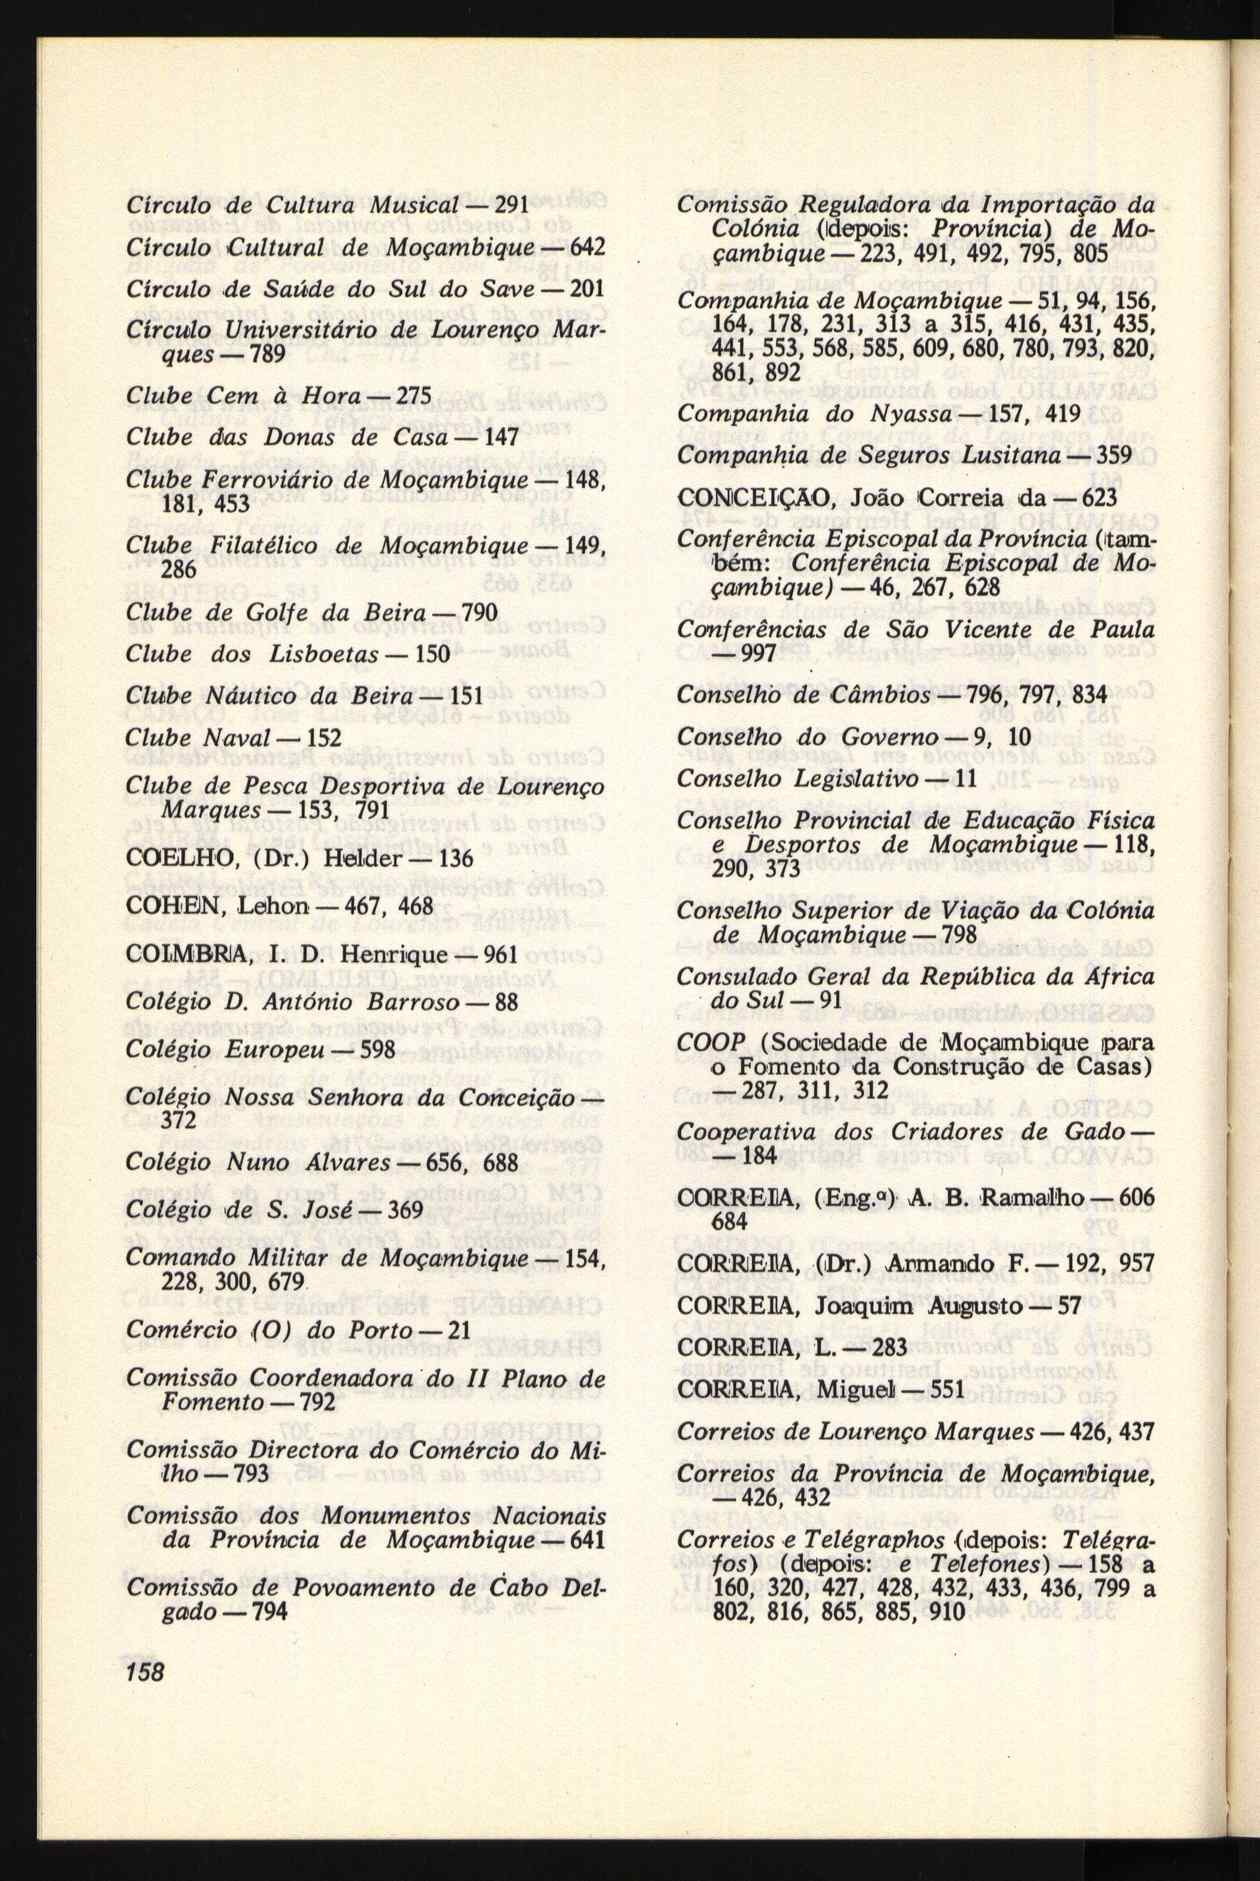 Círculo de Cultura Musical — 291
Círculo Cultural de Moçambique — 642
Círculo de Saúde do Sul do Save — 201
Círculo Universitário de Lourenço Mar-
ques — 789
Clube Cem à Hora — 275
Clube das Donas de Casa — 147
Clube Ferroviário de Moçambique — 148,
181, 453
Clube Filatélico de Moçambique — 149,
286
Clube de Golfe da Beira — 790
Clube dos Lisboetas — 150
Clube Náutico da Beira — 151
Clube Naval — 152
Clube de Pesca Desportiva de Lourenço
Marques — 153, 791
COELHO, (Dr.) Helder — 136
COHEN, Lehon — 467, 468
COIMBRA, I. D. Henrique — 961
Colégio D. António Barroso — 88
Colégio Europeu — 598
Colégio Nossa Senhora da Conceição —
372
Colégio Nuno Álvares — 656, 688
Colégio de S. José — 369
Comando Militar de Moçambique — 154,
228, 300, 679
Comércio (O) do Porto — 21
Comissão Coordenadora do II Plano de
Fomento — 792
Comissão Directora do Comércio do Mi-
lho — 793
Comissão dos Monumentos Nacionais
da Província de Moçambique — 641
Comissão de Povoamento de Cabo Del-
gado — 794
158
Comissão Reguladora da Importação da
Colónia (depois: Província) de Mo-
çambique — 223, 491, 492, 795, 805
Companhia de Moçambique — 51, 94, 156,
164, 178, 231, 313 a 315, 416, 431, 435,
441, 553, 568, 585, 609, 680, 780, 793, 820,
861, 892
Companhia do Nyassa — 157, 419
Companhia de Seguros Lusitana — 359
CONCEIÇÃO, João Correia da — 623
Conferência Episcopal da Província (tam-
bém: Conferência Episcopal de Mo-
çambique) — 46, 267, 628
Conferências de São Vicente de Paula
— 997
Conselho de Câmbios — 796, 797, 834
Conselho do Governo — 9, 10
Conselho Legislativo — 11
Conselho Provincial de Educação Física
e Desportos de Moçambique — 118,
290, 373
Conselho Superior de Viação da Colónia
de Moçambique — 798
Consulado Geral da República da África
do Sul — 91
COOP (Sociedade de Moçambique para
o Fomento da Construção de Casas)
— 287, 311, 312
Cooperativa dos Criadores de Gado —
— 184
CORREIA, (Eng.º) A. B. Ramalho — 606
684
CORREIA, (Dr.) Armando F. — 192, 957
CORREIA, Joaquim Augusto — 57
CORREIA, L. — 283
CORREIA, Miguel — 551
Correios de Lourenço Marques — 426, 437
Correios da Província de Moçambique,
— 426, 432
Correios e Telégraphos (depois: Telégra-
fos) (depois: e Telefones) — 158 a
160, 320, 427, 428, 432, 433, 436, 799 a
802, 816, 865, 885, 910